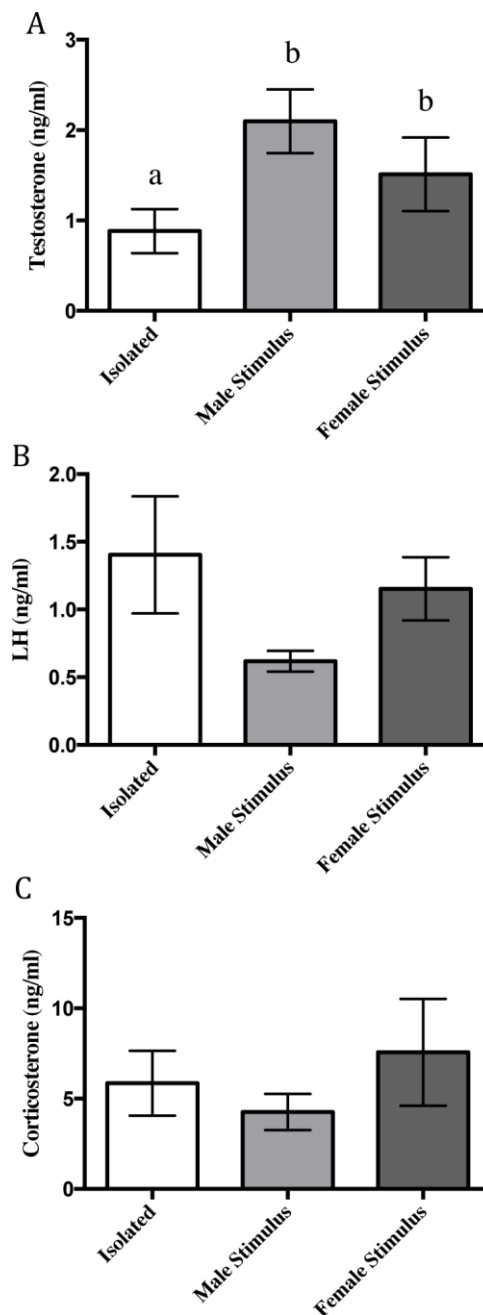 A
3
2
1
0
Testosterone (ng/ml)
a
b
b
Isolated
Male Stimulus
Female Stimulus
B
2.0
1.5
1.0
0.5
0.0
LH (ng/ml)
Isolated
Male Stimulus
Female Stimulus
C
15
10
5
0
Corticosterone (ng/ml)
Isolated
Male Stimulus
Female Stimulus